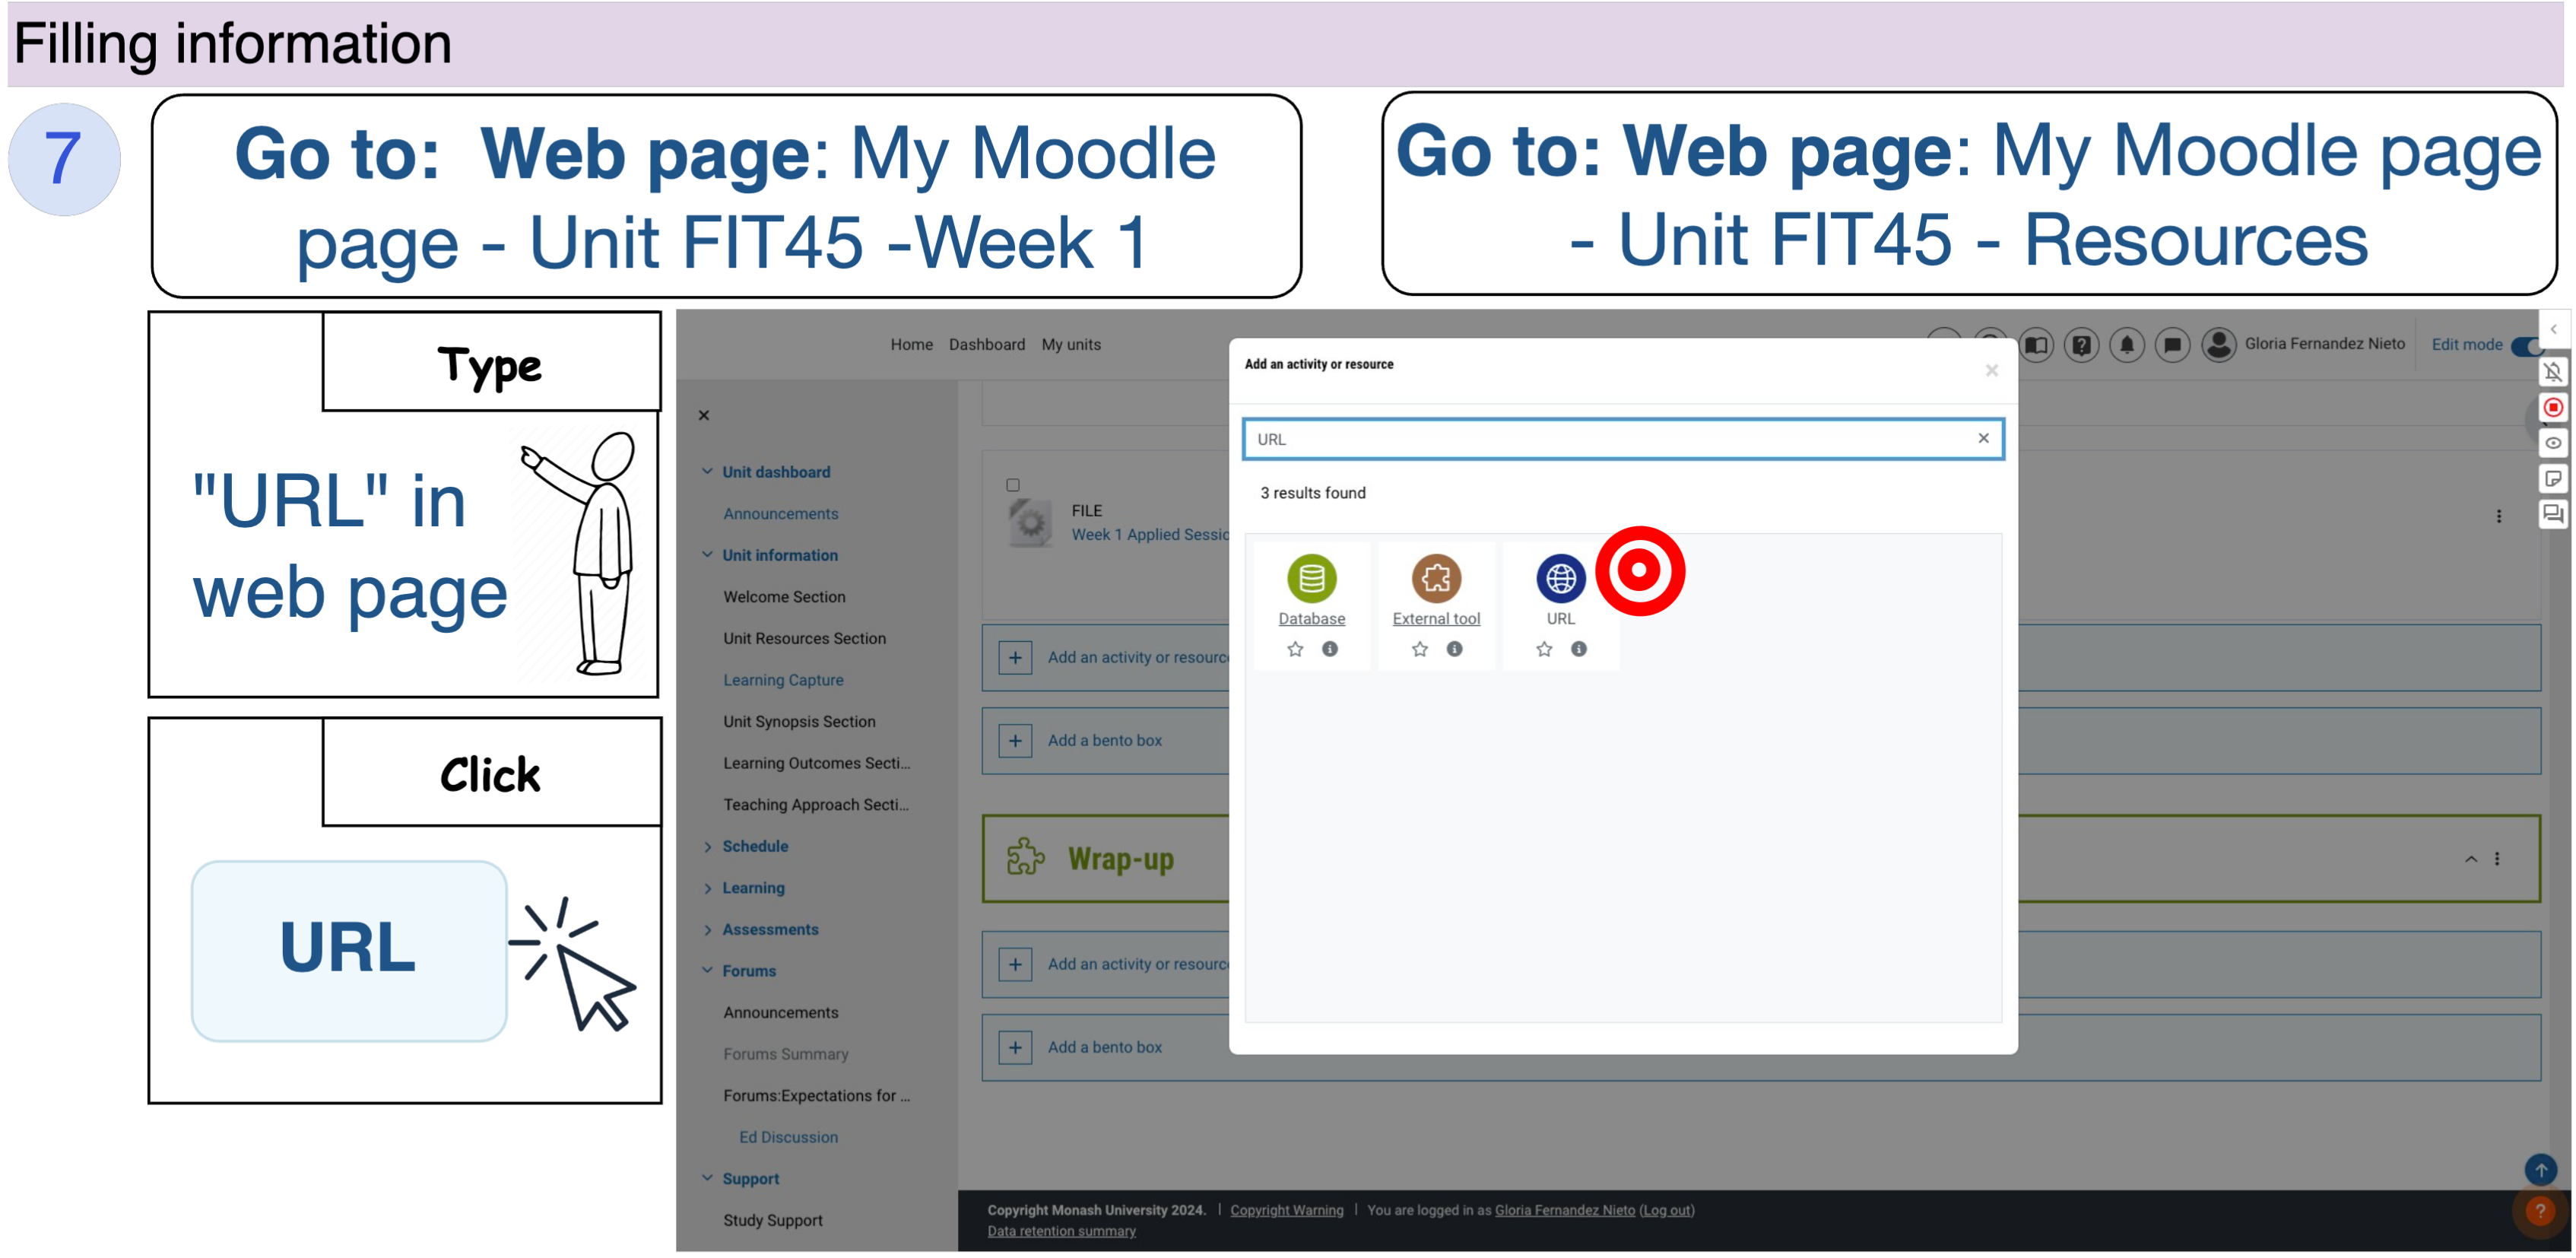 Filling information
7
Go to:  Web page: My Moodle
page - Unit FIT45 -Week 1
Go to: Web page: My Moodle page
- Unit FIT45 - Resources
Type
"URL" in
web page
Click
URL
Home Dashboard My units
Gloria Fernandez Nieto
Edit mode
Unit dashboard
Announcements
Unit information
Welcome Section
Unit Resources Section
Learning Capture
Unit Synopsis Section
Learning Outcomes Secti...
Teaching Approach Secti...
Schedule
Learning
Assessments
Forums
Announcements
Forums Summary
Forums:Expectations for ...
Ed Discussion
Support
Study Support
FILE
Week 1 Applied Sessio
Add an activity or resourc
Add a bento box
Wrap-up
Add an activity or resourc
Add a bento box
Add an activity or resource
URL
3 results found
Database
External tool
URL
Copyright Monash University 2024. | Copyright Warning | You are logged in as Gloria Fernandez Nieto (Log out)
Data retention summary